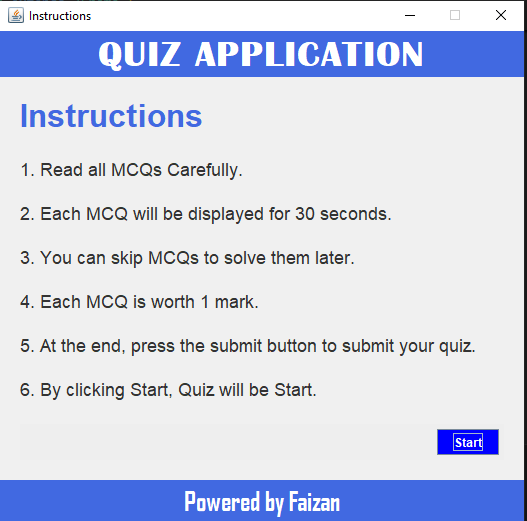 Instructions
QUIZ APPLICATION
Instructions
1. Read all MCQs Carefully.
2. Each MCQ will be displayed for 30 seconds.
3. You can skip MCQs to solve them later.
4. Each MCQ is worth 1 mark.
5. At the end, press the submit button to submit your quiz.
6. By clicking Start, Quiz will be Start.
Start
Powered by Faizan